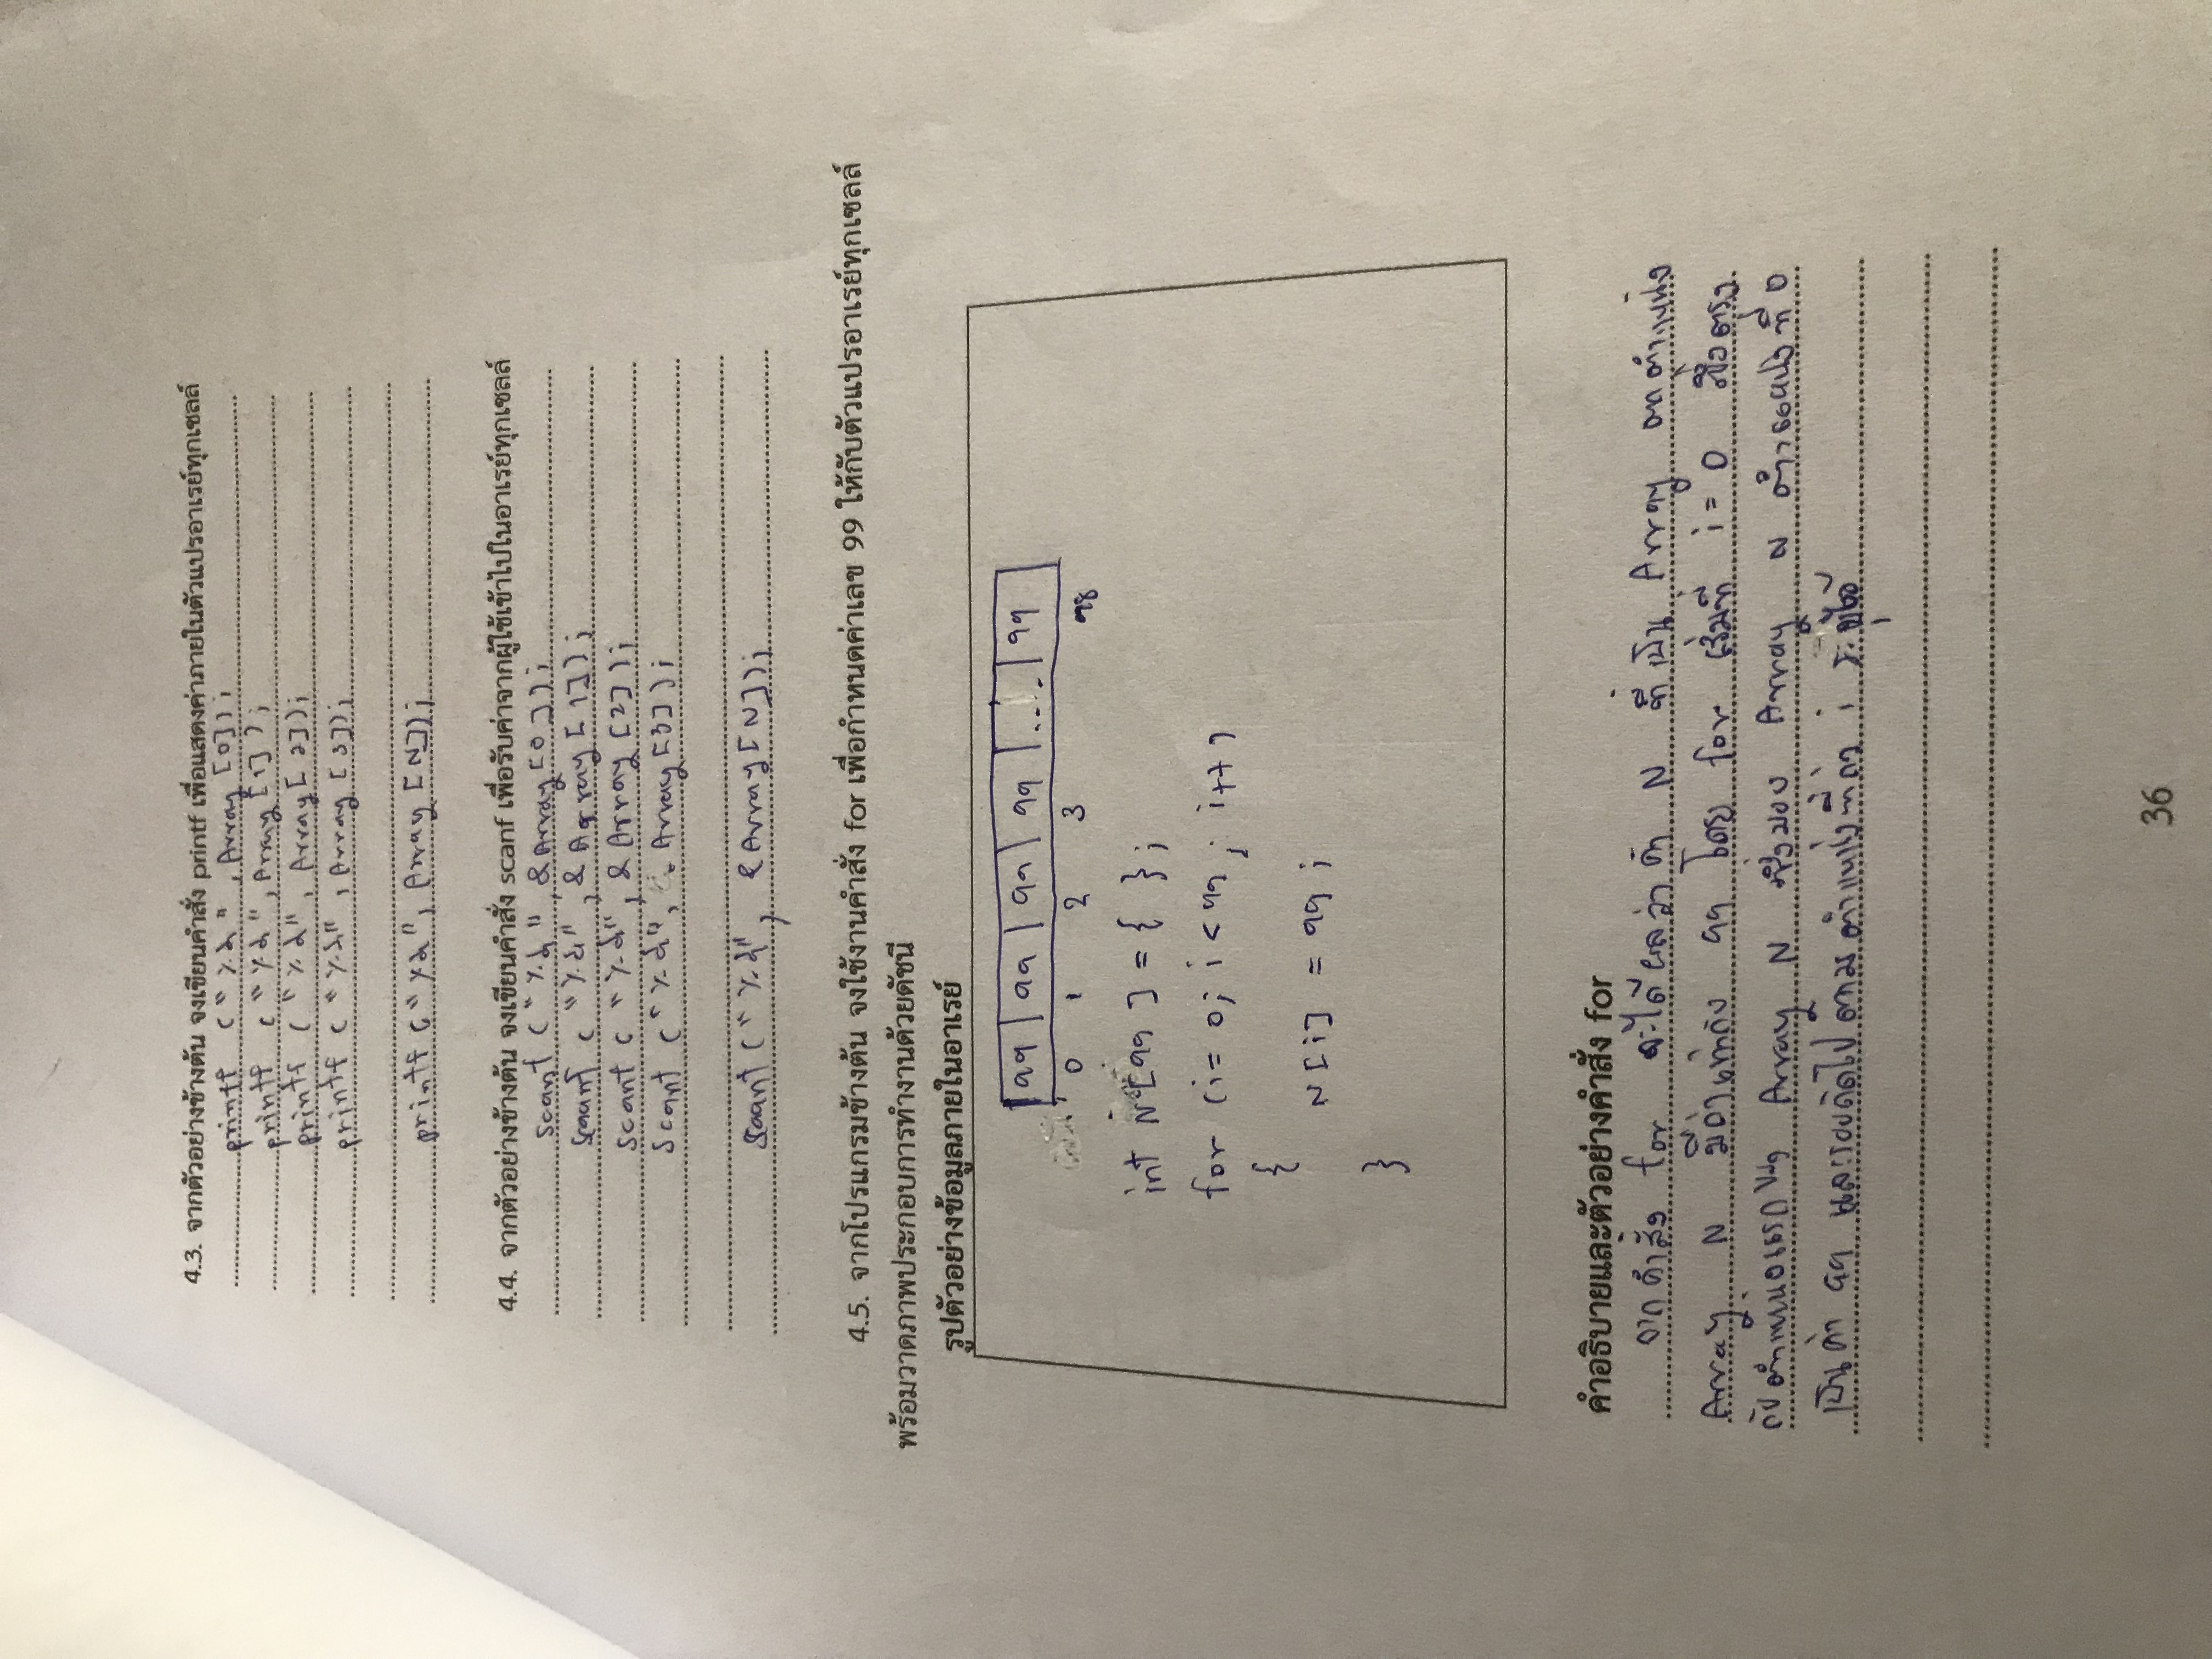 4.3. จากตัวอย่างข้างต้น จงเขียนคำสั่ง printf เพื่อแสดงค่าภายในตัวแปรอาเรย์ทุกเซลล์
printf ("%d", Array[0]);
printf ("%d", Array[1]);
printf ("%d", Array[2]);
printf ("%d", Array[3]);
printf ("%d", Array[N]);
4.4. จากตัวอย่างข้างต้น จงเขียนคำสั่ง scanf เพื่อรับค่าจากผู้ใช้เข้าไปในอาเรย์ทุกเซลล์
scanf ("%d", &Array[0]);
scanf ("%d", &Array[1]);
scanf ("%d", &Array[2]);
scanf ("%d", Array[3]);
scanf ("%d", &Array[N]);
4.5. จากโปรแกรมข้างต้น จงใช้งานคำสั่ง for เพื่อกำหนดค่าเลข 99 ให้กับตัวแปรอาเรย์ทุกเซลล์
พร้อมวาดภาพประกอบการทำงานด้วยดัชนี
รูปตัวอย่างข้อมูลภายในอาเรย์
99 99 99 99 .... 99
0 1 2 3 98
int N[99] = { };
for (i= 0; i<99; i++)
{
N[i] = 99;
}
คำอธิบายและตัวอย่างคำสั่ง for
จากคำสั่ง for จะได้ผลว่า ค่า N ที่เป็น Array ทุกตำแหน่ง
Array N มีค่าเท่ากับ 99 โดย for เริ่มที่ i = 0 ซึ่งตรง
กับตำแหน่งแรกของ Array N ซึ่งมอง Array N ตำแหน่งที่ 0
เป็นค่า 99 และรอบถัดไปตามตำแหน่งที่ค่า i ระบุไว้
36